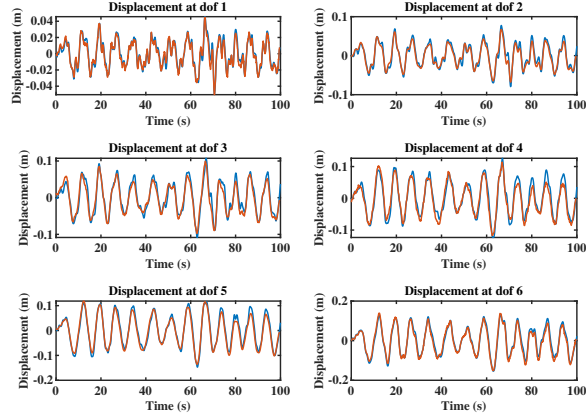 Displacement at dof 1
Displacement (m)
0.04
0.02
0
-0.02
-0.04
0 20 40 60 80 100
Time (s)
Displacement at dof 2
Displacement (m)
0.1
0
-0.1
0 20 40 60 80 100
Time (s)
Displacement at dof 3
Displacement (m)
0.1
0
-0.1
0 20 40 60 80 100
Time (s)
Displacement at dof 4
Displacement (m)
0.1
0
-0.1
0 20 40 60 80 100
Time (s)
Displacement at dof 5
Displacement (m)
0.1
0
-0.1
-0.2
0 20 40 60 80 100
Time (s)
Displacement at dof 6
Displacement (m)
0.2
0
-0.2
0 20 40 60 80 100
Time (s)